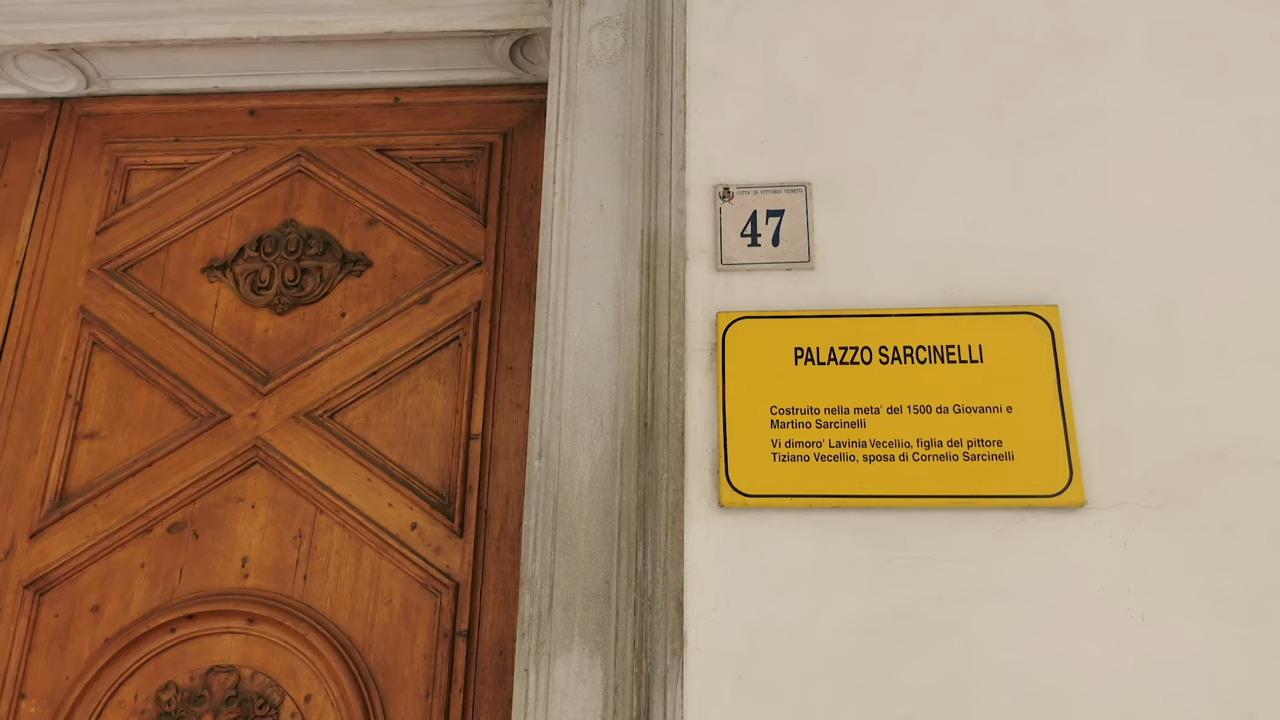 CITTA' DI VITTORIO VENETO
47
PALAZZO SARCINELLI
Costruito nella meta' del 1500 da Giovanni e
Martino Sarcinelli
Vi dimoro' Lavinia Vecellio, figlia del pittore
Tiziano Vecellio, sposa di Cornelio Sarcinelli